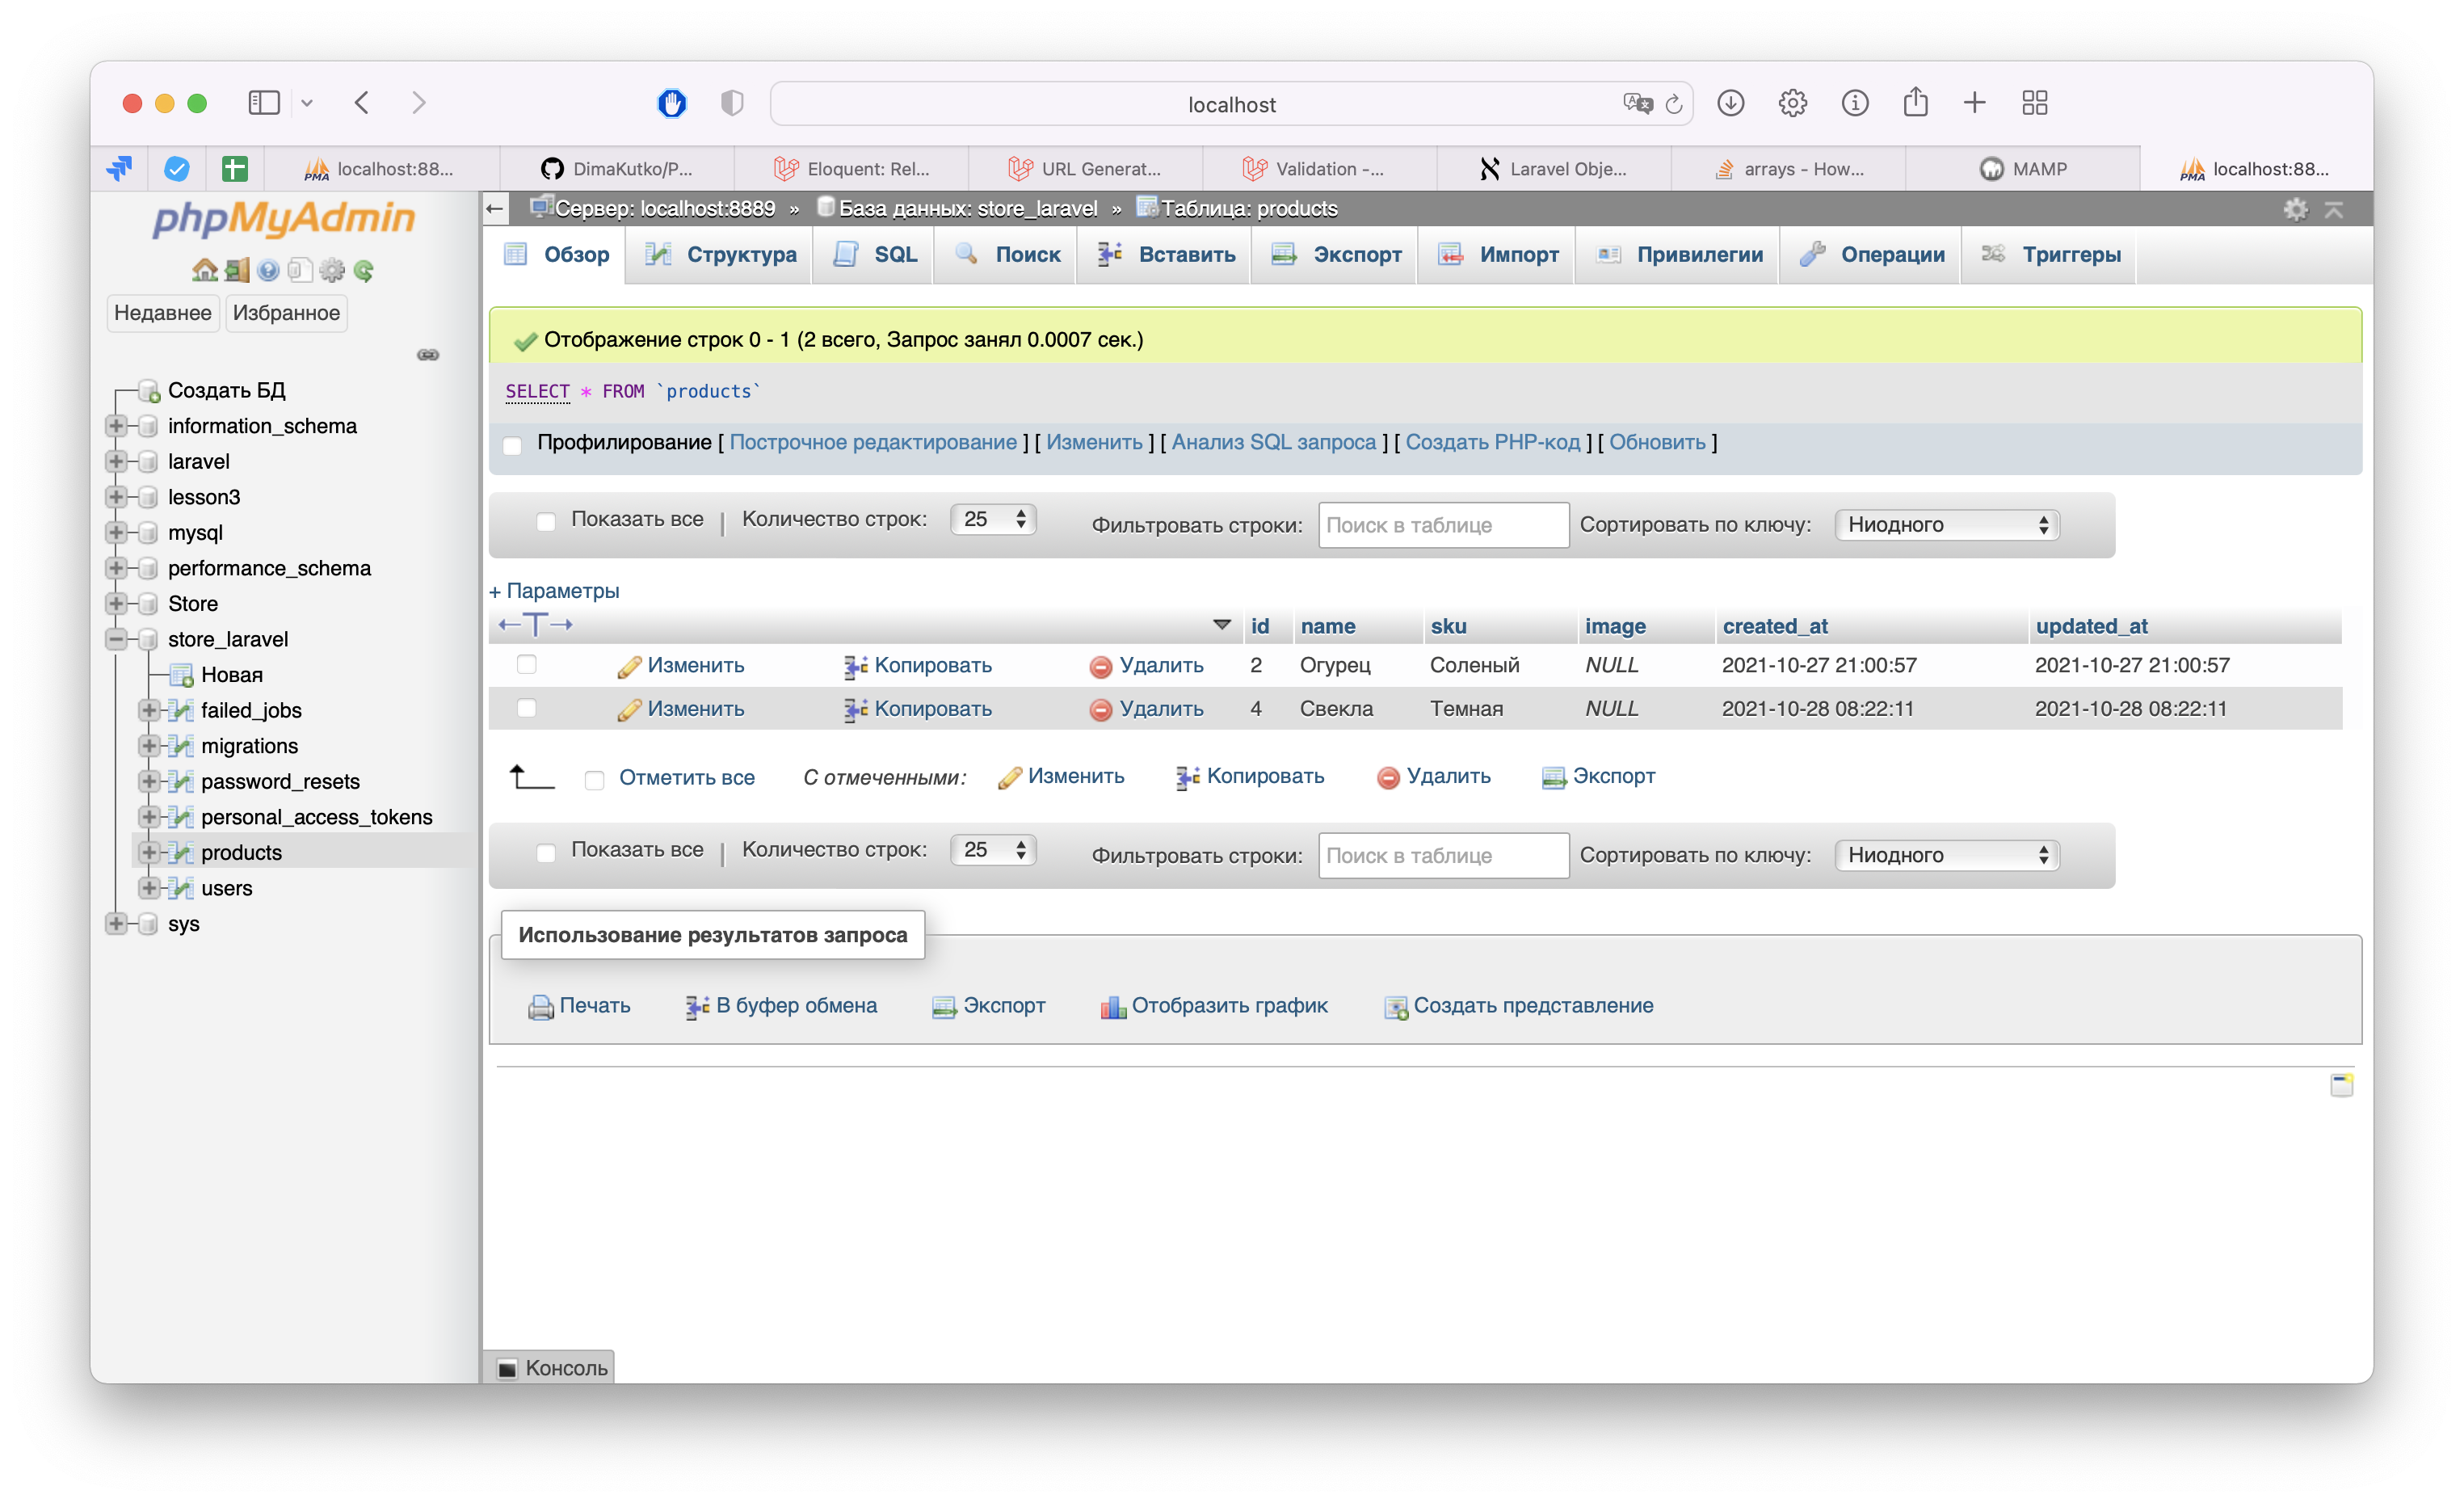 localhost
localhost:88...
DimaKutko/P...
Eloquent: Rel...
URL Generat...
Validation -...
Laravel Obje...
arrays - How...
MAMP
localhost:88...
phpMyAdmin
Недавнее Избранное
Создать БД
information_schema
laravel
lesson3
mysql
performance_schema
Store
store_laravel
Новая
failed_jobs
migrations
password_resets
personal_access_tokens
products
users
sys
Сервер: localhost:8889 » База данных: store_laravel » Таблица: products
Обзор Структура SQL Поиск Вставить Экспорт Импорт Привилегии Операции Триггеры
Отображение строк 0 - 1 (2 всего, Запрос занял 0.0007 сек.)
SELECT * FROM `products`
Профилирование [ Построчное редактирование ] [ Изменить ] [ Анализ SQL запроса ] [ Создать PHP-код ] [ Обновить ]
Показать все | Количество строк: 25 Фильтровать строки: Поиск в таблице Сортировать по ключу: Ниодного
+ Параметры
←T→ id name sku image created_at updated_at
Изменить Копировать Удалить 2 Огурец Соленый NULL 2021-10-27 21:00:57 2021-10-27 21:00:57
Изменить Копировать Удалить 4 Свекла Темная NULL 2021-10-28 08:22:11 2021-10-28 08:22:11
Отметить все С отмеченными: Изменить Копировать Удалить Экспорт
Показать все | Количество строк: 25 Фильтровать строки: Поиск в таблице Сортировать по ключу: Ниодного
Использование результатов запроса
Печать В буфер обмена Экспорт Отобразить график Создать представление
Консоль